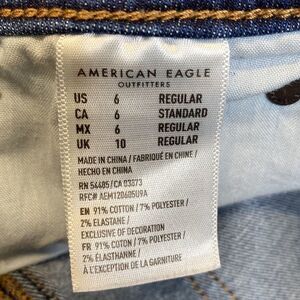 AMERICAN EAGLE
OUTFITTERS
US 6 REGULAR
CA 6 STANDARD
MX 6 REGULAR
UK 10 REGULAR
MADE IN CHINA / FABRIQUÉ EN CHINE /
HECHO EN CHINA
RN 54485/CA 03873
RFC# AEM120605U9A
EN 91% COTTON / 7% POLYESTER /
2% ELASTANE /
EXCLUSIVE OF DECORATION
FR 91% COTON / 7% POLYESTER /
2% ÉLASTHANNE /
À L'EXCEPTION DE LA GARNITURE